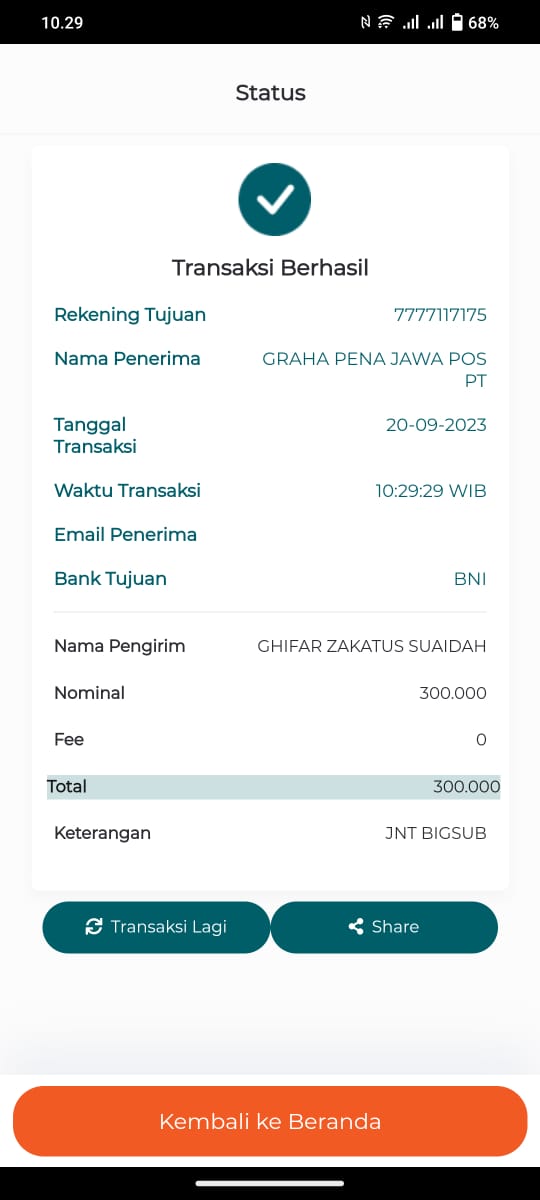 10.29
68%
Status
Transaksi Berhasil
Rekening Tujuan 7777117175
Nama Penerima GRAHA PENA JAWA POS
PT
Tanggal 20-09-2023
Transaksi
Waktu Transaksi 10:29:29 WIB
Email Penerima
Bank Tujuan BNI
Nama Pengirim GHIFAR ZAKATUS SUAIDAH
Nominal 300.000
Fee 0
Total 300.000
Keterangan JNT BIGSUB
Transaksi Lagi Share
Kembali ke Beranda